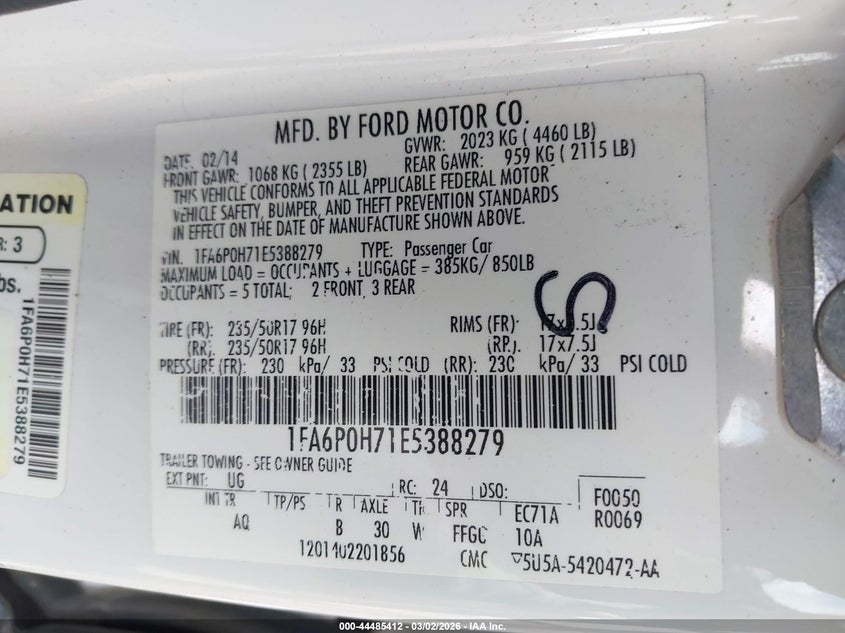 MFD. BY FORD MOTOR CO.
DATE: 02/14 GVWR: 2023 KG ( 4460 LB)
FRONT GAWR: 1068 KG ( 2355 LB) REAR GAWR: 959 KG ( 2115 LB)
THIS VEHICLE CONFORMS TO ALL APPLICABLE FEDERAL MOTOR
VEHICLE SAFETY, BUMPER, AND THEFT PREVENTION STANDARDS
IN EFFECT ON THE DATE OF MANUFACTURE SHOWN ABOVE.
VIN: 1FA6P0H71E5388279 TYPE: Passenger Car
MAXIMUM LOAD = OCCUPANTS + LUGGAGE = 385KG/ 850LB
OCCUPANTS = 5 TOTAL; 2 FRONT, 3 REAR
S
TIRE (FR): 235/50R17 96H RIMS (FR): 17x7.5J
(RR): 235/50R17 96H (RR): 17x7.5J
PRESSURE (FR): 230 kPa/ 33 PSI COLD (RR): 230 kPa/ 33 PSI COLD
1FA6P0H71E5388279
TRAILER TOWING - SEE OWNER GUIDE
EXT PNT: UG RC: 24 DSO: F0050
INT TR TP/PS R AXLE TR SPR EC71A R0069
AQ B 30 W FFGC 10A
1201402201856 CMC 5U5A-5420472-AA
ATION
R: 3
bs.
1FA6P0H71E5388279
000-44485412 - 03/02/2026 - IAA Inc.